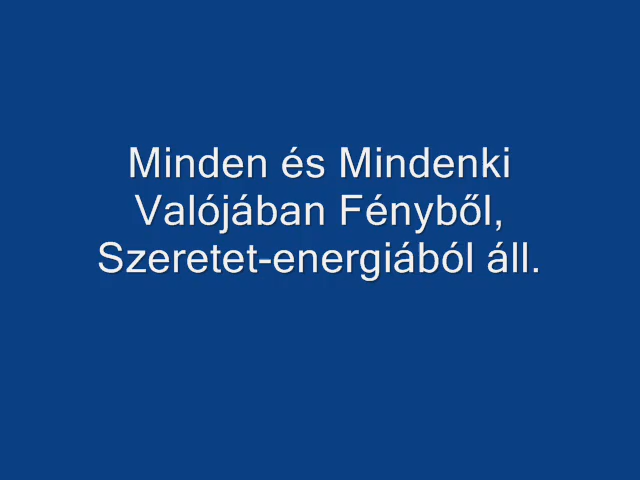 Minden és Mindenki
Valójában Fényből,
Szeretet-energiából áll.